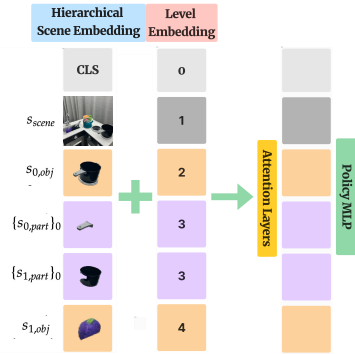 Hierarchical
Scene Embedding
Level
Embedding
CLS
0
s_scene
1
s_0,obj
2
{s_0,part}_0
3
{s_1,part}_0
3
s_1,obj
4
Attention Layers
Policy MLP